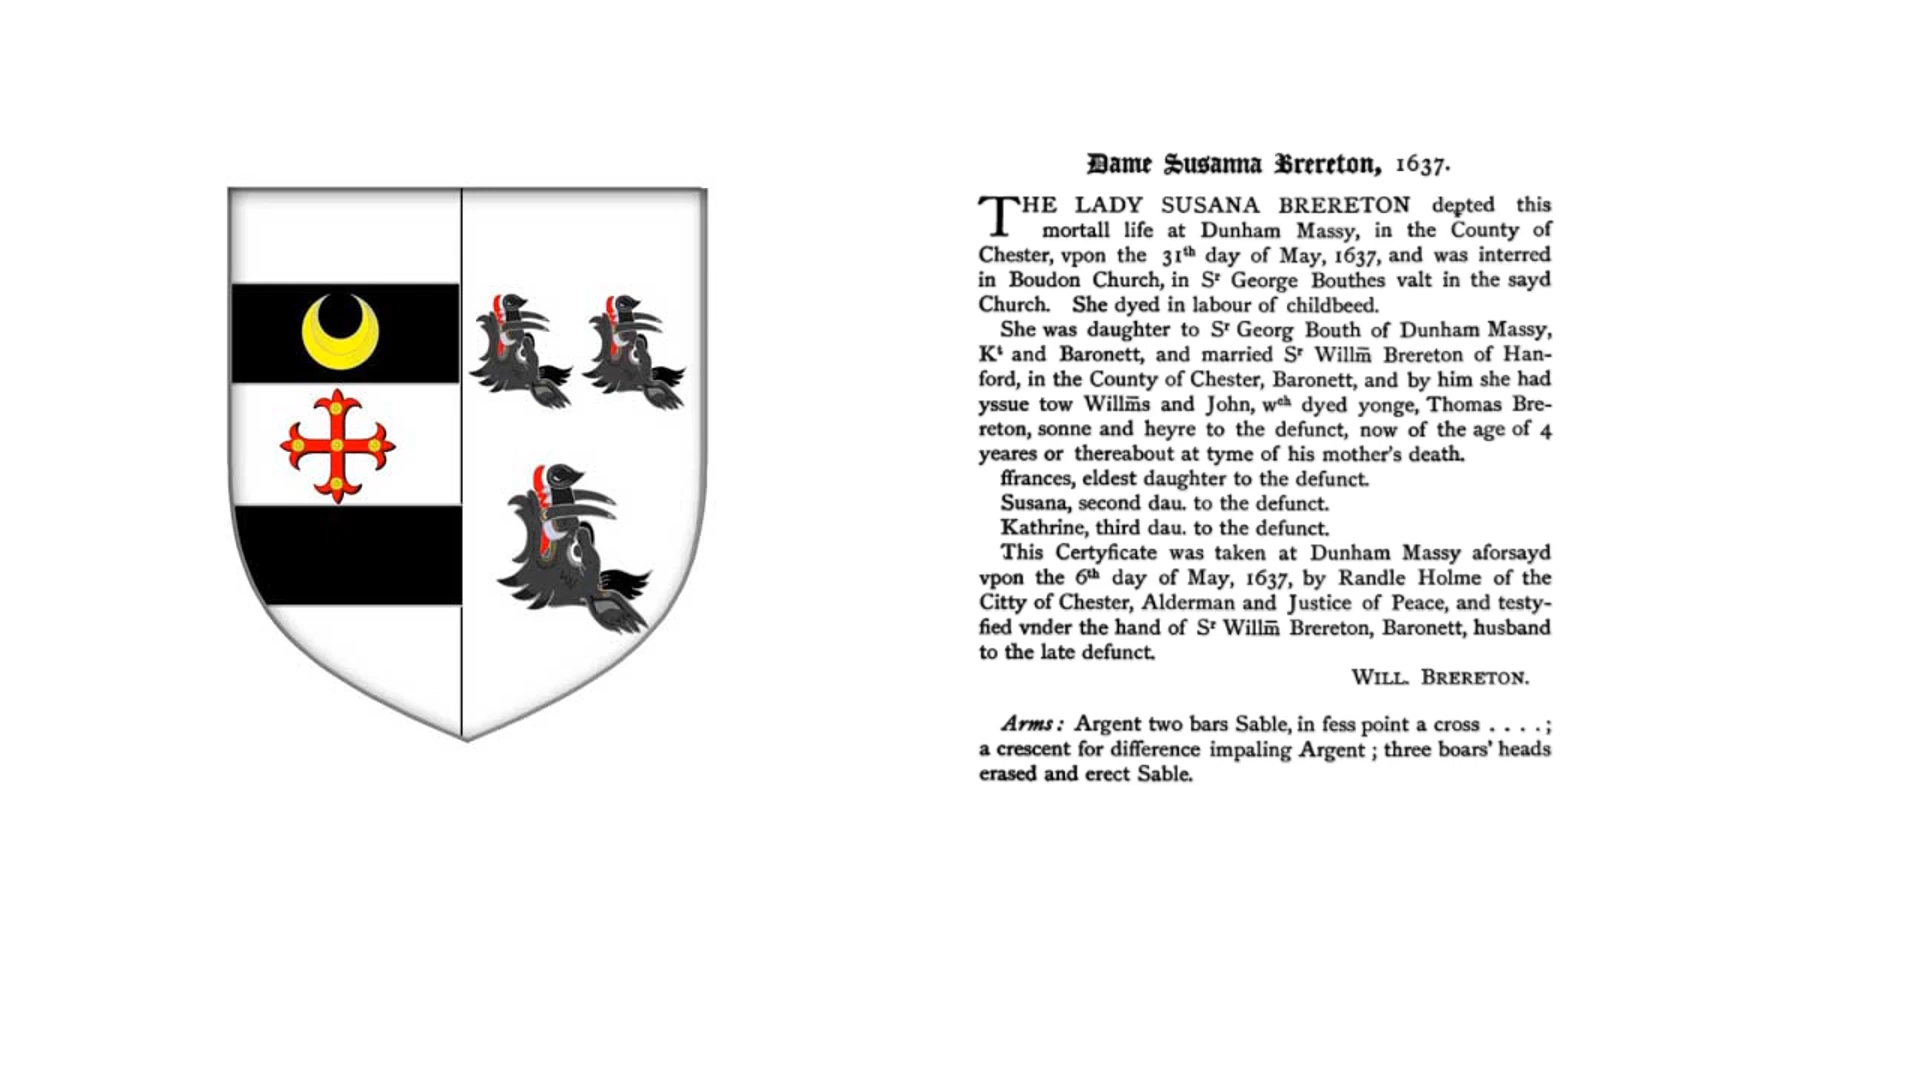 Dame Susanna Brereton, 1637.
THE LADY SUSANA BRERETON depted this
mortall life at Dunham Massy, in the County of
Chester, vpon the 31th day of May, 1637, and was interred
in Boudon Church, in Sr George Bouthes valt in the sayd
Church. She dyed in labour of childbeed.
She was daughter to Sr Georg Bouth of Dunham Massy,
Kt and Baronett, and married Sr Willm̄ Brereton of Han-
ford, in the County of Chester, Baronett, and by him she had
yssue tow Willm̄s and John, wch dyed yonge, Thomas Bre-
reton, sonne and heyre to the defunct, now of the age of 4
yeares or thereabout at tyme of his mother's death.
ffrances, eldest daughter to the defunct.
Susana, second dau. to the defunct.
Kathrine, third dau. to the defunct.
This Certyficate was taken at Dunham Massy aforsayd
vpon the 6th day of May, 1637, by Randle Holme of the
Citty of Chester, Alderman and Justice of Peace, and testy-
fied vnder the hand of Sr Willm̄ Brereton, Baronett, husband
to the late defunct.
WILL. BRERETON.
Arms: Argent two bars Sable, in fess point a cross . . . . ;
a crescent for difference impaling Argent ; three boars' heads
erased and erect Sable.